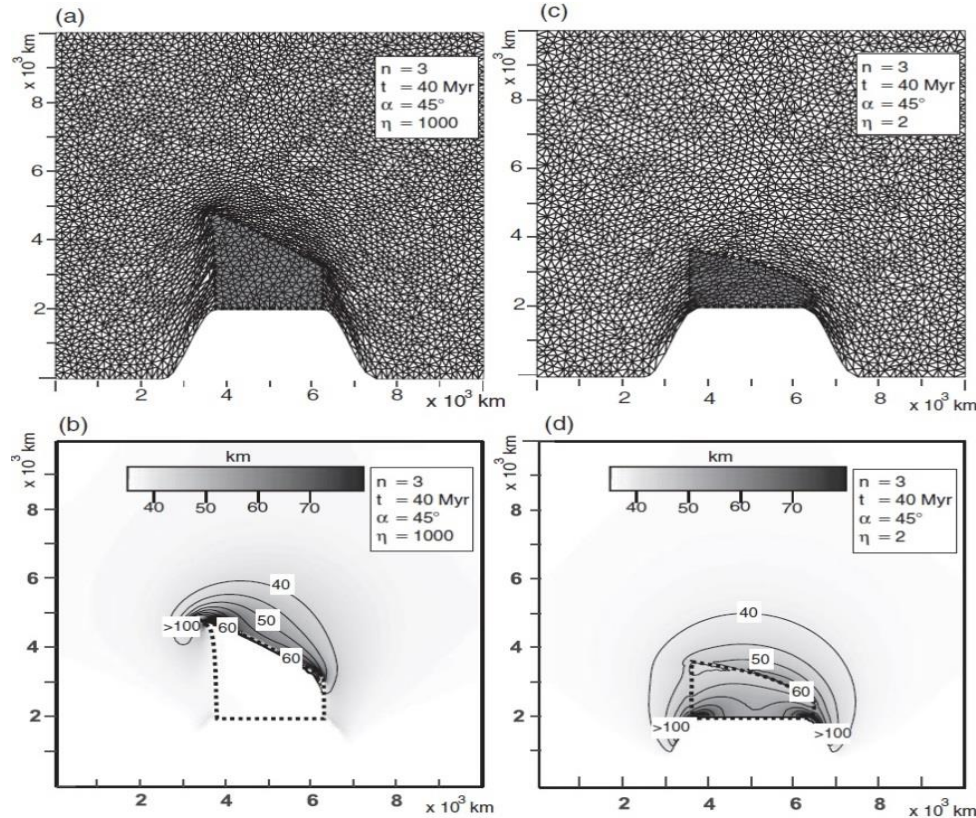 (a)
x 10³ km
8
6
4
2
n = 3
t = 40 Myr
α = 45°
η = 1000
2 4 6 8
x 10³ km
(c)
x 10³ km
8
6
4
2
n = 3
t = 40 Myr
α = 45°
η = 2
2 4 6 8
x 10³ km
(b)
x 10³ km
8
6
4
2
km
40 50 60 70
n = 3
t = 40 Myr
α = 45°
η = 1000
40
50
>100 60
60
2 4 6 8
x 10³ km
(d)
x 10³ km
8
6
4
2
km
40 50 60 70
n = 3
t = 40 Myr
α = 45°
η = 2
40
50
60
>100 >100
2 4 6 8
x 10³ km